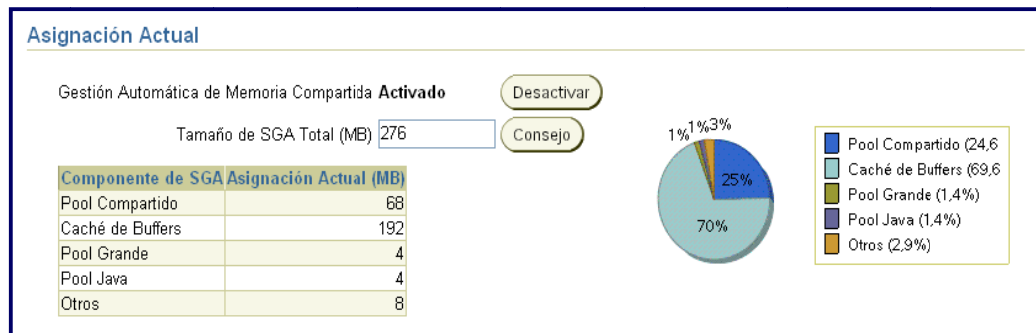 Asignación Actual
Gestión Automática de Memoria Compartida Activado Desactivar
Tamaño de SGA Total (MB) 276 Consejo
Componente de SGA Asignación Actual (MB)
Pool Compartido 68
Caché de Buffers 192
Pool Grande 4
Pool Java 4
Otros 8
1% 1% 3%
25%
70%
Pool Compartido (24,6
Caché de Buffers (69,6
Pool Grande (1,4%)
Pool Java (1,4%)
Otros (2,9%)